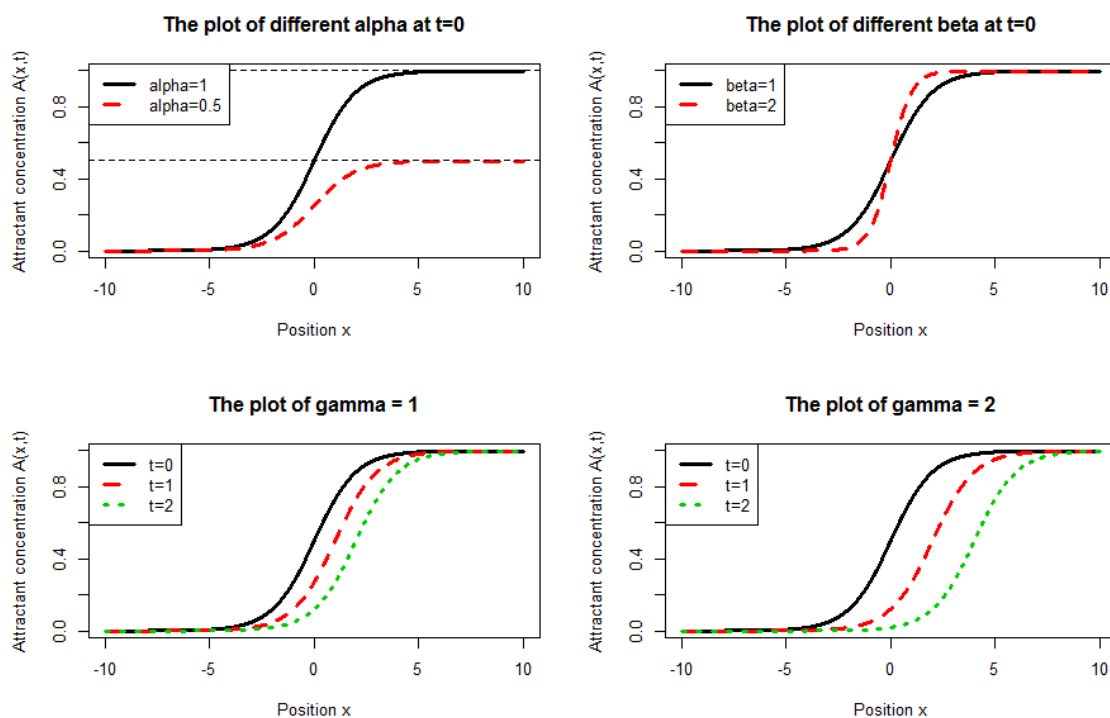 The plot of different alpha at t=0
Attractant concentration A(x,t)
0.8
0.4
0.0
alpha=1
alpha=0.5
-10 -5 0 5 10
Position x
The plot of different beta at t=0
Attractant concentration A(x,t)
0.8
0.4
0.0
beta=1
beta=2
-10 -5 0 5 10
Position x
The plot of gamma = 1
Attractant concentration A(x,t)
0.8
0.4
0.0
t=0
t=1
t=2
-10 -5 0 5 10
Position x
The plot of gamma = 2
Attractant concentration A(x,t)
0.8
0.4
0.0
t=0
t=1
t=2
-10 -5 0 5 10
Position x